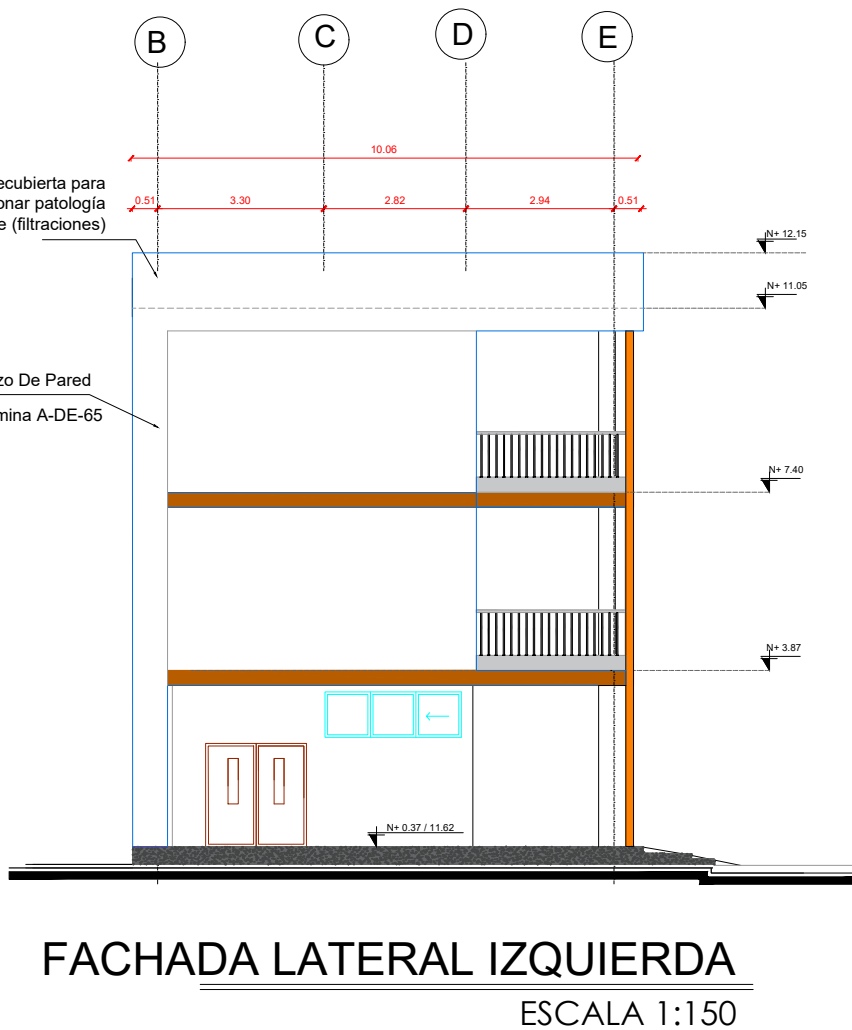 B
C
D
E
10.06
0.51
3.30
2.82
2.94
0.51
ecubierta para
onar patología
e (filtraciones)
N+ 12.15
N+ 11.05
zo De Pared
mina A-DE-65
N+ 7.40
N+ 3.87
N+ 0.37 / 11.62
FACHADA LATERAL IZQUIERDA
ESCALA 1:150